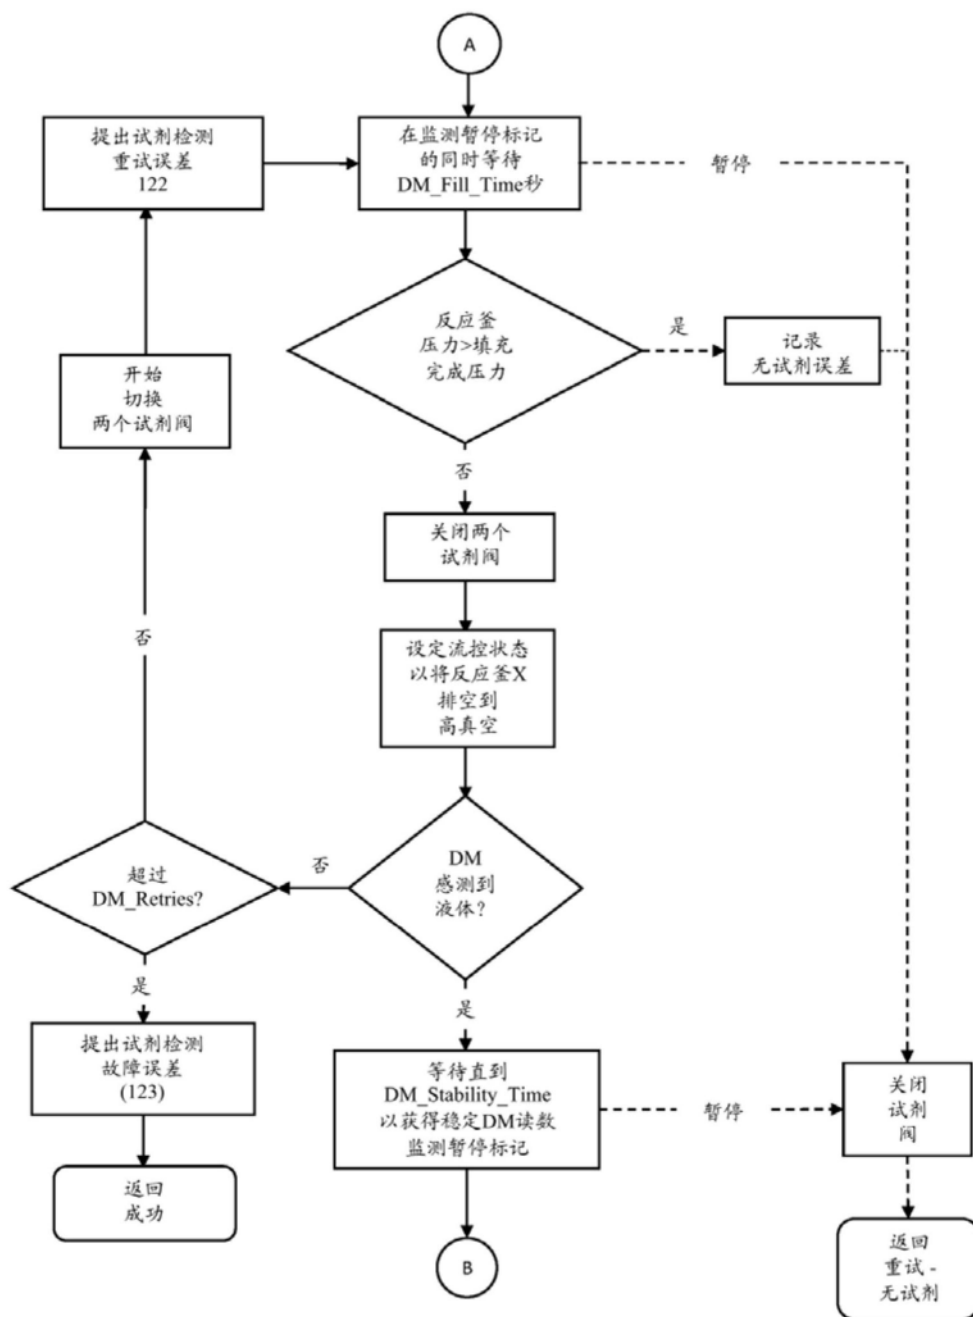 A
提出试剂检测
重试误差
122
在监测暂停标记
的同时等待
DM_Fill_Time秒
暂停
反应釜
压力>填充
完成压力
是
记录
无试剂误差
开始
切换
两个试剂阀
否
关闭两个
试剂阀
否
设定流控状态
以将反应釜X
排空到
高真空
超过
DM_Retries?
否
DM
感测到
液体?
是
是
提出试剂检测
故障误差
(123)
等待直到
DM_Stability_Time
以获得稳定DM读数
监测暂停标记
暂停
关闭
试剂
阀
返回
成功
B
返回
重试-
无试剂